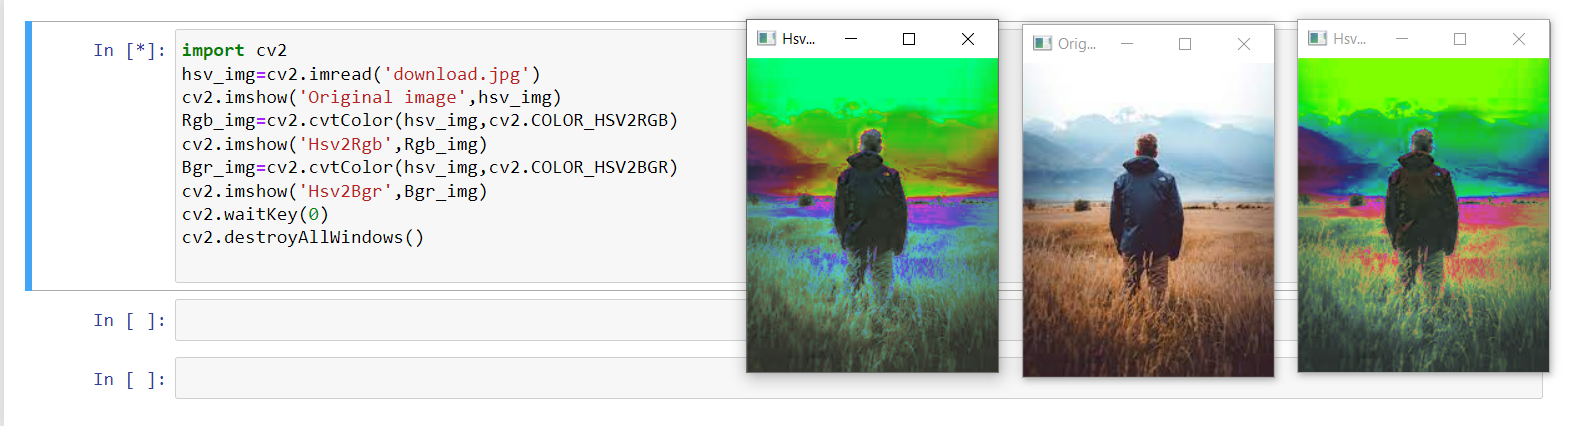 In [*]:
import cv2
hsv_img=cv2.imread('download.jpg')
cv2.imshow('Original image',hsv_img)
Rgb_img=cv2.cvtColor(hsv_img,cv2.COLOR_HSV2RGB)
cv2.imshow('Hsv2Rgb',Rgb_img)
Bgr_img=cv2.cvtColor(hsv_img,cv2.COLOR_HSV2BGR)
cv2.imshow('Hsv2Bgr',Bgr_img)
cv2.waitKey(0)
cv2.destroyAllWindows()
Hsv...
Orig...
Hsv...
In [ ]:
In [ ]: